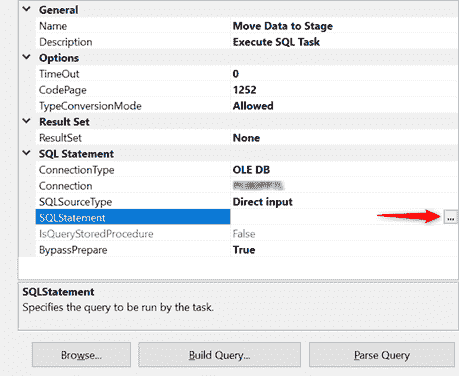 General
Name Move Data to Stage
Description Execute SQL Task
Options
TimeOut 0
CodePage 1252
TypeConversionMode Allowed
Result Set
ResultSet None
SQL Statement
ConnectionType OLE DB
Connection
SQLSourceType Direct input
SQLStatement ...
IsQueryStoredProcedure False
BypassPrepare True
SQLStatement
Specifies the query to be run by the task.
Browse... Build Query... Parse Query